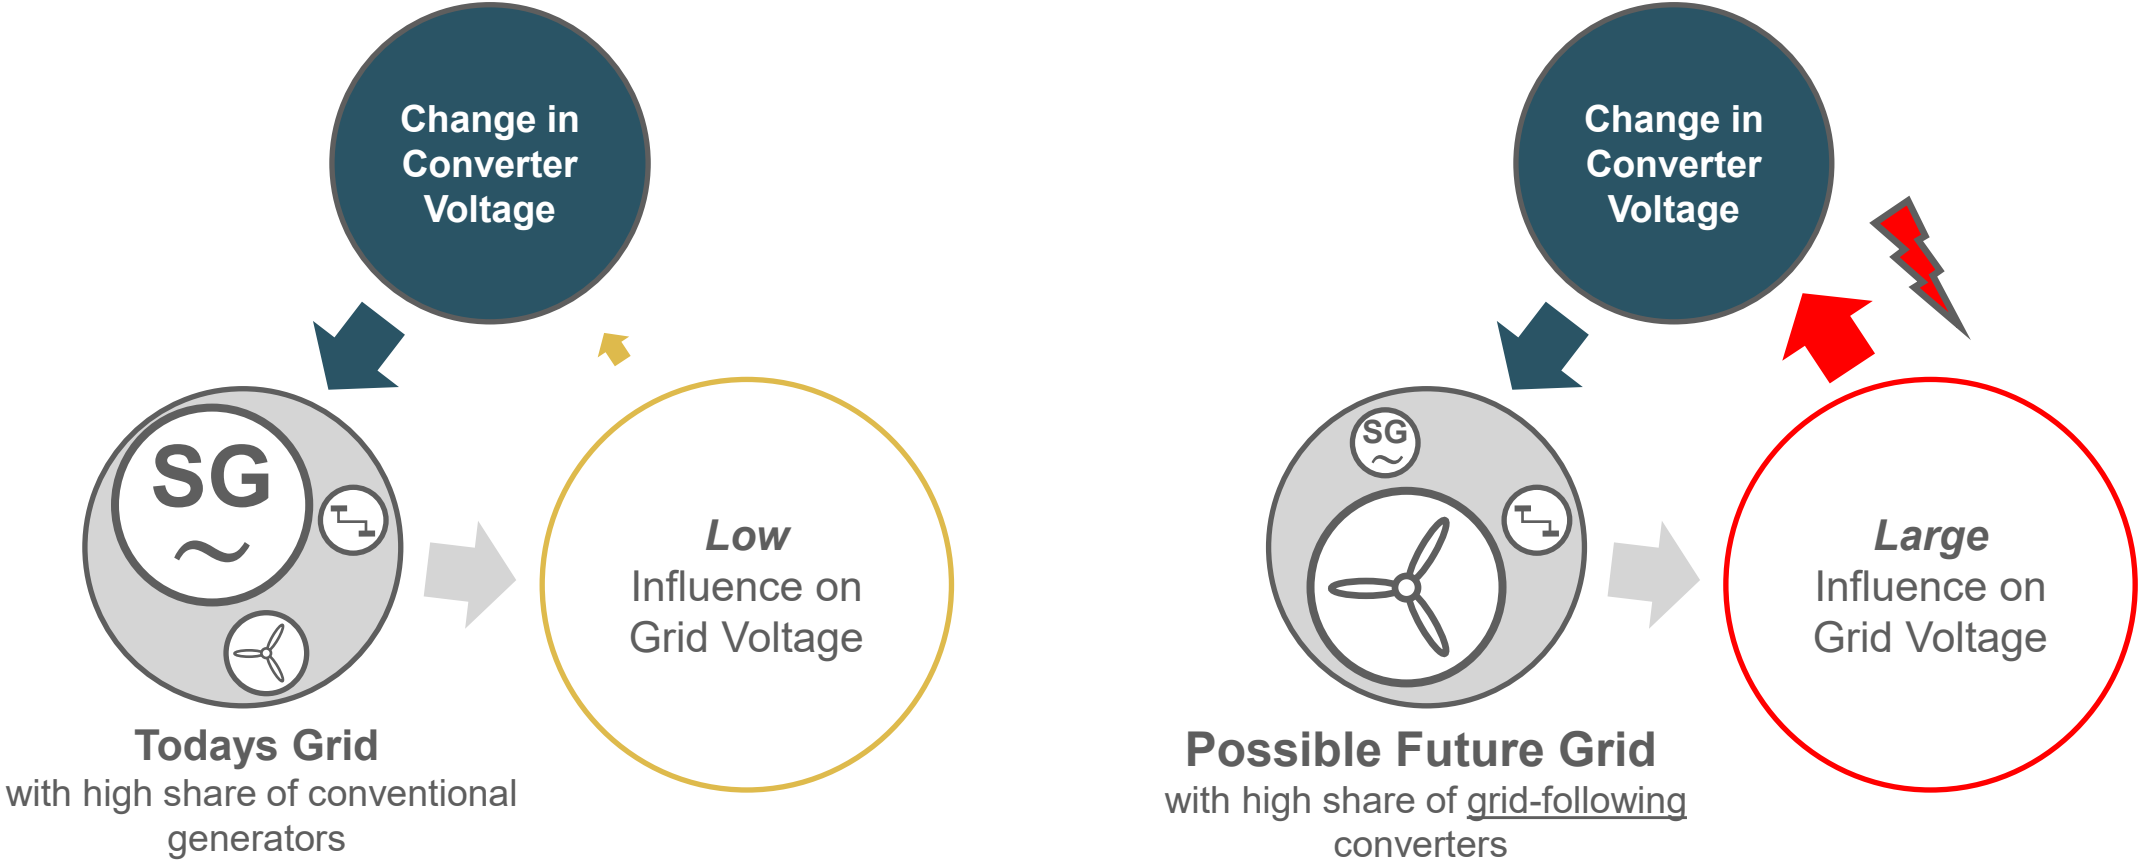 Change in
Converter
Voltage
SG
Low
Influence on
Grid Voltage
Todays Grid
with high share of conventional
generators
Change in
Converter
Voltage
SG
Large
Influence on
Grid Voltage
Possible Future Grid
with high share of grid-following
converters